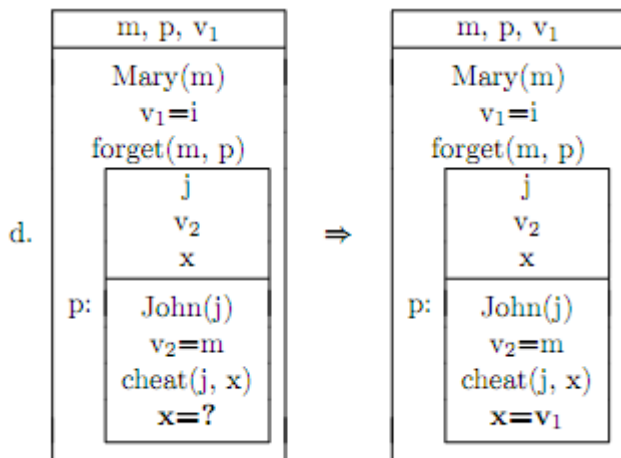 d.
m, p, v₁
Mary(m)
v₁=i
forget(m, p)
j
v₂
x
p:
John(j)
v₂=m
cheat(j, x)
x=?
⇒
m, p, v₁
Mary(m)
v₁=i
forget(m, p)
j
v₂
x
p:
John(j)
v₂=m
cheat(j, x)
x=v₁